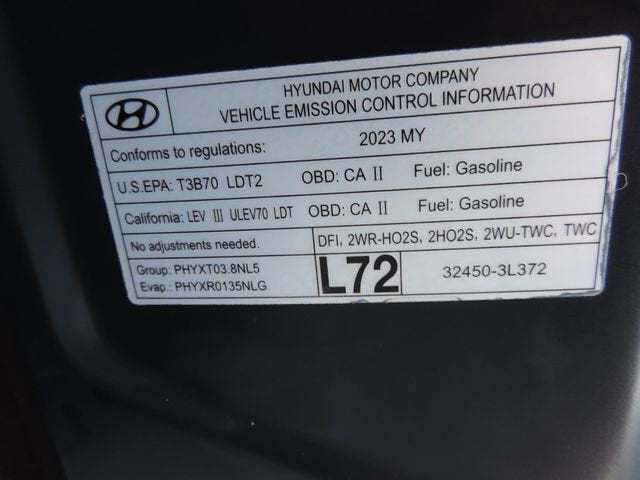 HYUNDAI MOTOR COMPANY
VEHICLE EMISSION CONTROL INFORMATION
Conforms to regulations: 2023 MY
U.S.EPA: T3B70 LDT2 OBD: CA II Fuel: Gasoline
California: LEV III ULEV70 LDT OBD: CA II Fuel: Gasoline
No adjustments needed. DFI, 2WR-HO2S, 2HO2S, 2WU-TWC, TWC
Group: PHYXT03.8NL5
Evap.: PHYXR0135NLG
L72
32450-3L372